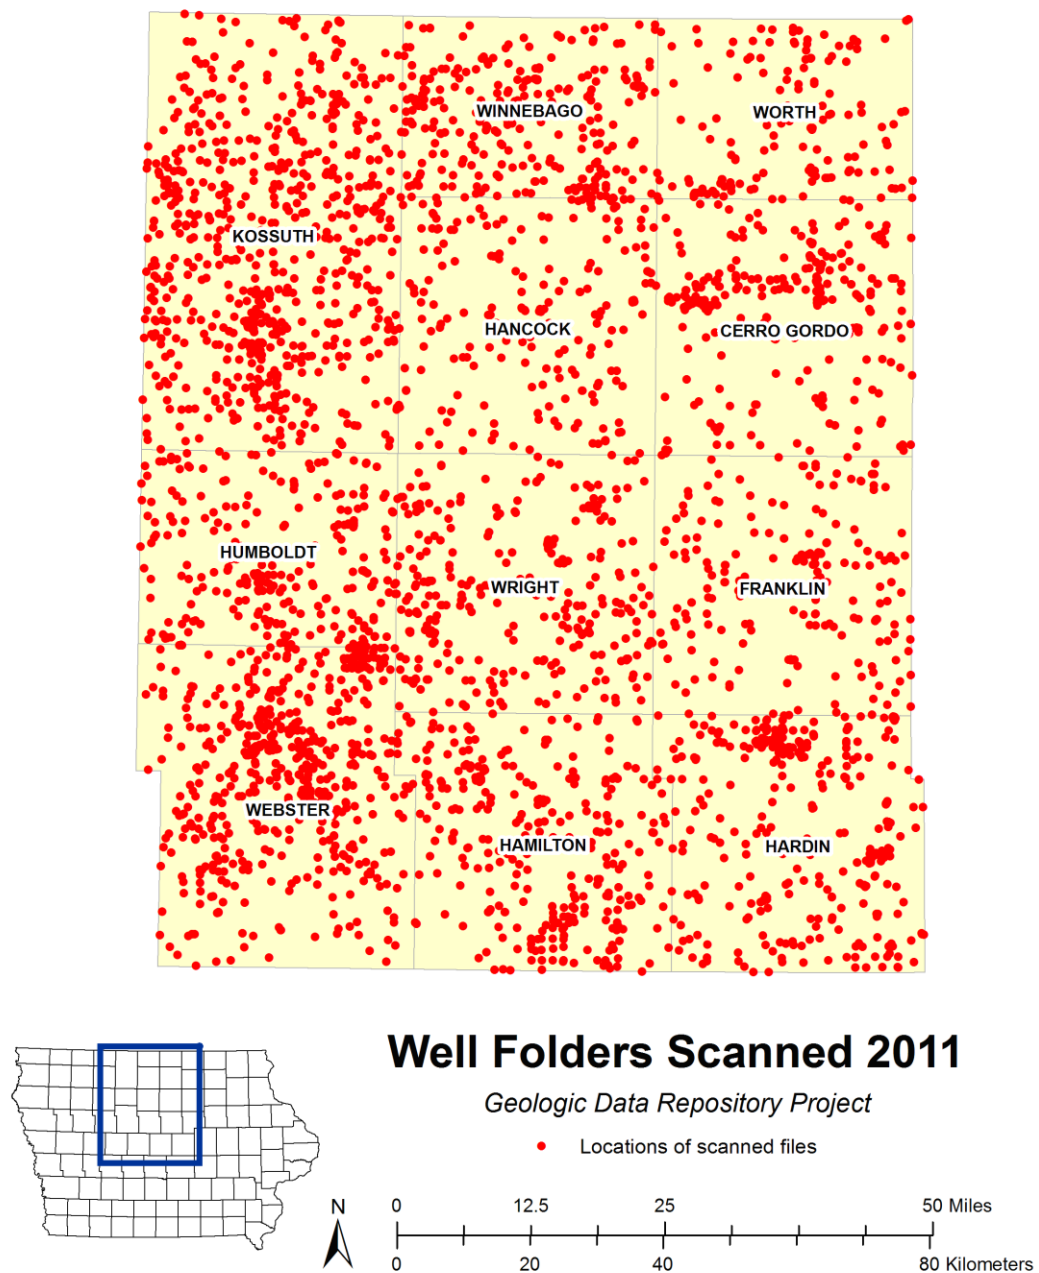 WINNEBAGO
WORTH
KOSSUTH
HANCOCK
CERRO GORDO
HUMBOLDT
WRIGHT
FRANKLIN
WEBSTER
HAMILTON
HARDIN
Well Folders Scanned 2011
Geologic Data Repository Project
Locations of scanned files
N
0 12.5 25 50 Miles
0 20 40 80 Kilometers